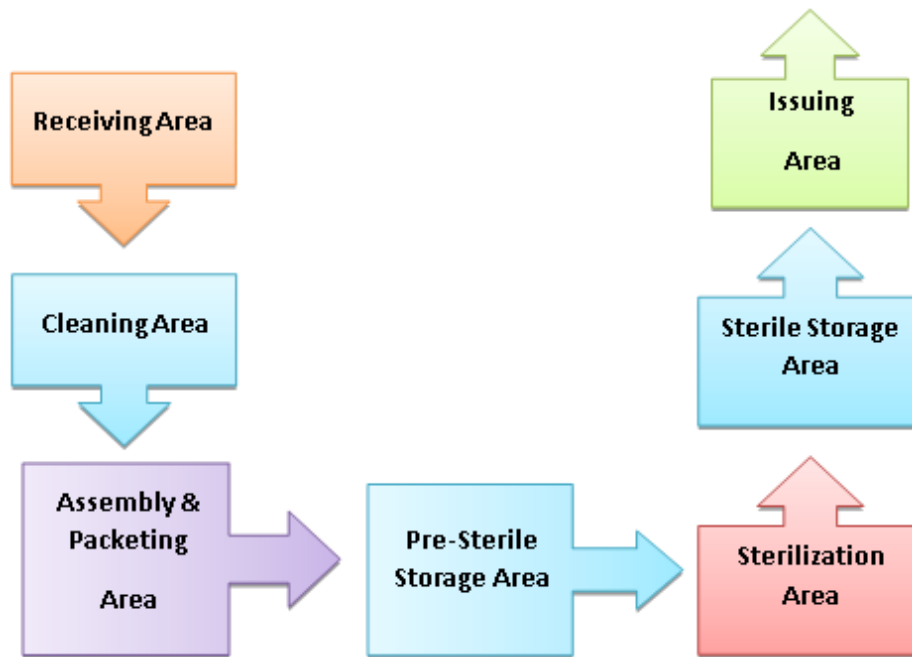 Receiving Area
Cleaning Area
Assembly &
Packeting
Area
Pre-Sterile
Storage Area
Sterilization
Area
Sterile Storage
Area
Issuing
Area